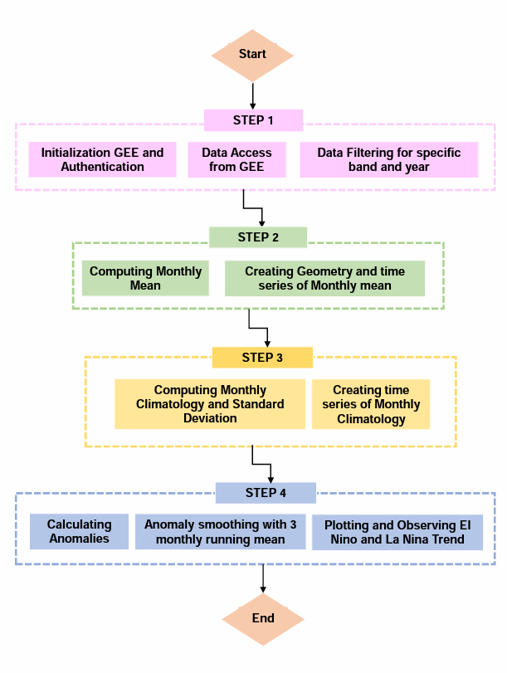 Start
STEP 1
Initialization GEE and
Authentication
Data Access
from GEE
Data Filtering for specific
band and year
STEP 2
Computing Monthly
Mean
Creating Geometry and time
series of Monthly mean
STEP 3
Computing Monthly
Climatology and Standard
Deviation
Creating time
series of Monthly
Climatology
STEP 4
Calculating
Anomalies
Anomaly smoothing with 3
monthly running mean
Plotting and Observing El
Nino and La Nina Trend
End